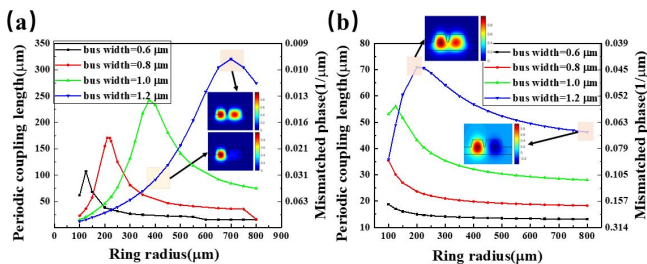 (a)
Periodic coupling length(μm)
350
300
250
200
150
100
50
bus width=0.6 μm
bus width=0.8 μm
bus width=1.0 μm
bus width=1.2 μm
0.009
0.010
0.013
0.016
0.021
0.031
0.063
Mismatched phase(1/μm)
0 100 200 300 400 500 600 700 800 900
Ring radius(μm)
(b)
Periodic coupling length(μm)
80
70
60
50
40
30
20
10
bus width=0.6 μm
bus width=0.8 μm
bus width=1.0 μm
bus width=1.2 μm
0.039
0.045
0.052
0.063
0.079
0.105
0.157
0.314
Mismatched phase(1/μm)
100 200 300 400 500 600 700 800
Ring radius(μm)